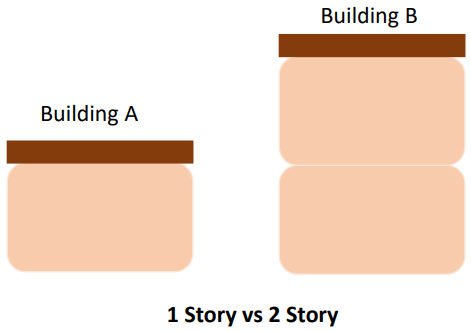 Building B
Building A
1 Story vs 2 Story